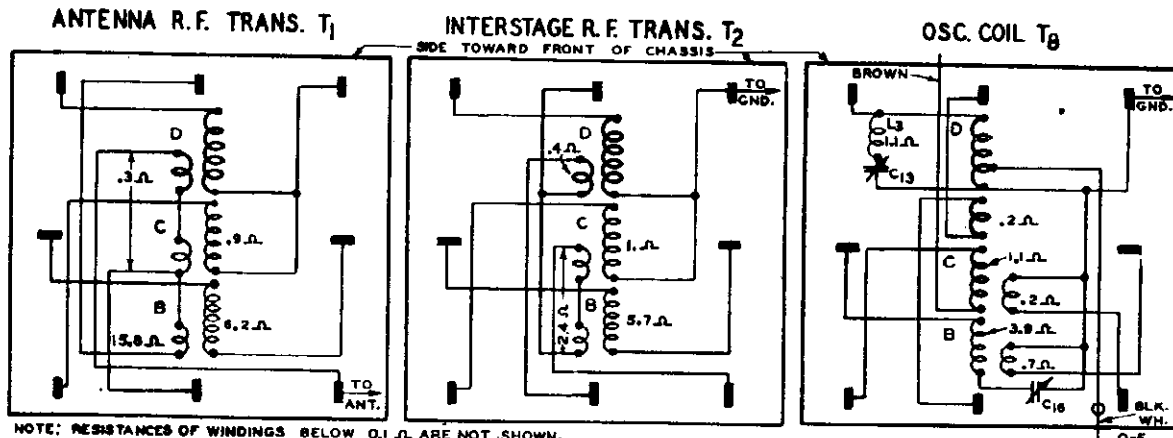 ANTENNA R.F. TRANS. T1
INTERSTAGE R.F. TRANS. T2
OSC. COIL T8
SIDE TOWARD FRONT OF CHASSIS
D
.3Ω
C
.9Ω
B
6.2Ω
15.8Ω
TO
ANT.
TO
GND.
D
.4Ω
C
1.Ω
B
2.4Ω
5.7Ω
BROWN
TO
GND.
L3
1.1Ω
D
C13
.2Ω
C
1.1Ω
.2Ω
B
3.9Ω
.7Ω
C16
BLK.
WH.
NOTE: RESISTANCES OF WINDINGS BELOW 0.1Ω ARE NOT SHOWN.